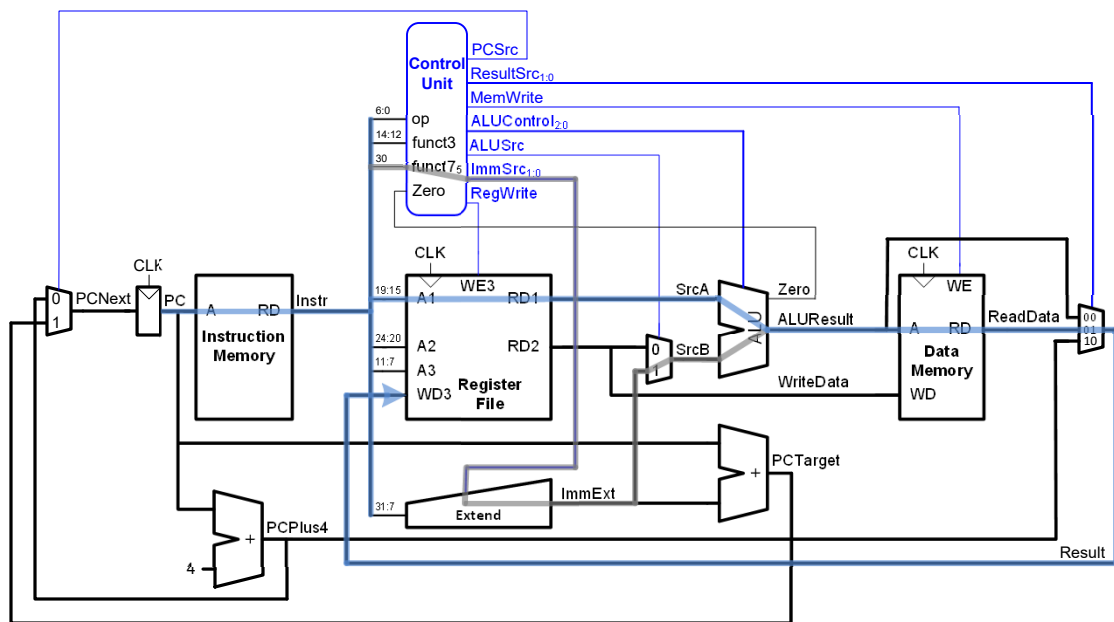 PCSrc
Control
Unit
ResultSrc1:0
MemWrite
6:0
op
ALUControl2:0
14:12
funct3
ALUSrc
30
funct75
ImmSrc1:0
Zero
RegWrite
CLK
CLK
CLK
0
1
PCNext
PC
A
RD
Instr
Instruction
Memory
19:15
A1
WE3
RD1
SrcA
Zero
WE
24:20
A2
RD2
0
1
SrcB
ALU
ALUResult
A
RD
ReadData
00
01
10
11:7
A3
WD3
Register
File
WriteData
Data
Memory
WD
+
PCTarget
31:7
Extend
ImmExt
PCPlus4
+
4
Result